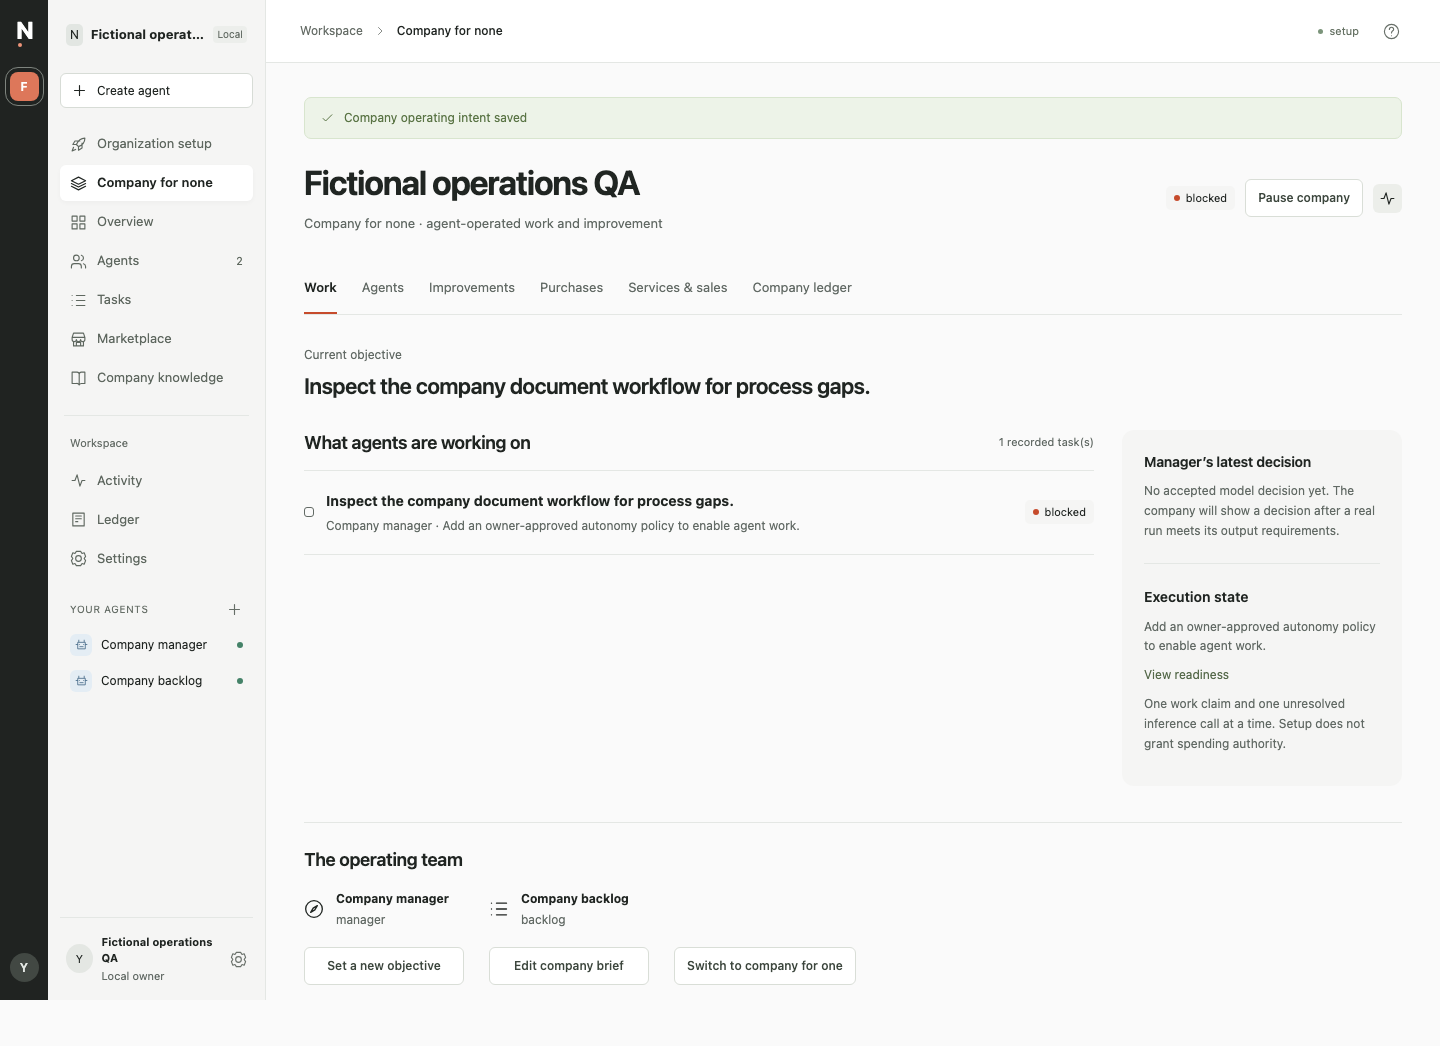 N
F
Y
N Fictional operat... Local
Create agent
Organization setup
Company for none
Overview
Agents 2
Tasks
Marketplace
Company knowledge
Workspace
Activity
Ledger
Settings
YOUR AGENTS
Company manager
Company backlog
Y
Fictional operations
QA
Local owner
Workspace
Company for none
setup
Company operating intent saved
Fictional operations QA
Company for none · agent-operated work and improvement
blocked
Pause company
Work Agents Improvements Purchases Services & sales Company ledger
Current objective
Inspect the company document workflow for process gaps.
What agents are working on
1 recorded task(s)
Inspect the company document workflow for process gaps.
Company manager · Add an owner-approved autonomy policy to enable agent work.
blocked
Manager’s latest decision
No accepted model decision yet. The
company will show a decision after a real
run meets its output requirements.
Execution state
Add an owner-approved autonomy policy
to enable agent work.
View readiness
One work claim and one unresolved
inference call at a time. Setup does not
grant spending authority.
The operating team
Company manager
manager
Company backlog
backlog
Set a new objective
Edit company brief
Switch to company for one